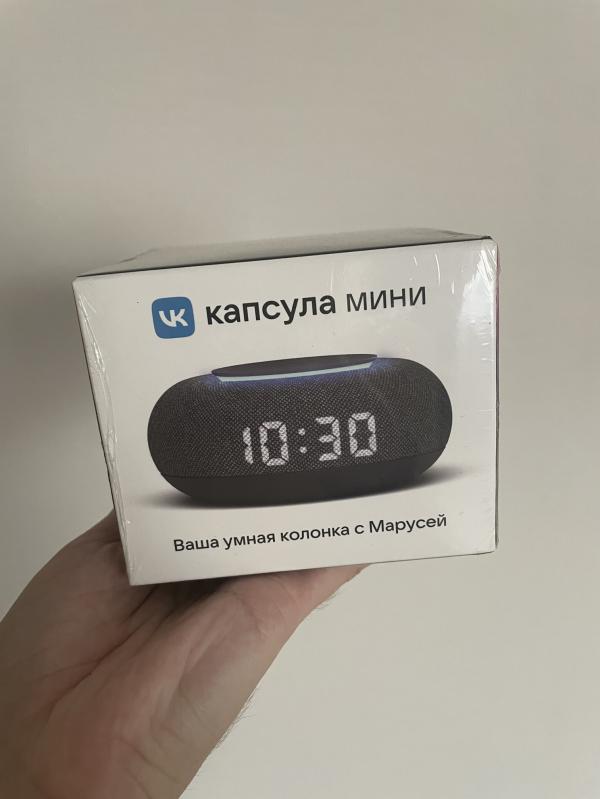 VK капсула мини
10:30
Ваша умная колонка с Марусей